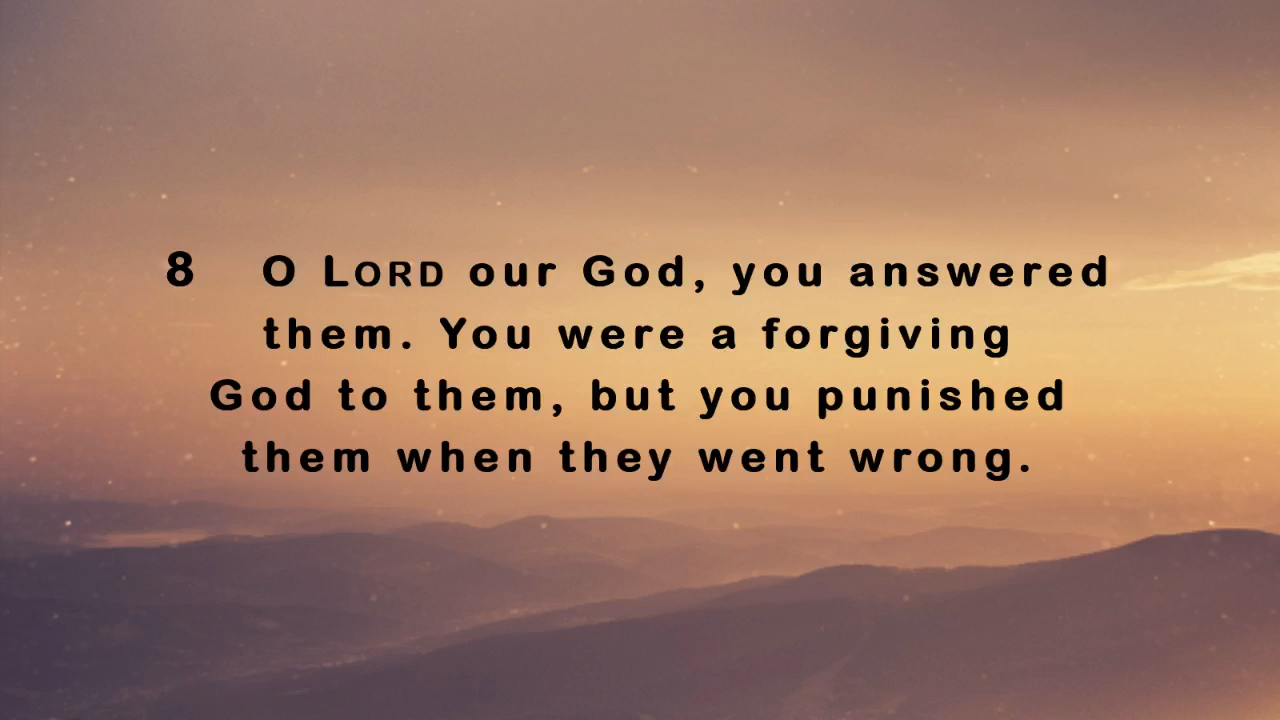 8 O LORD our God, you answered
them. You were a forgiving
God to them, but you punished
them when they went wrong.